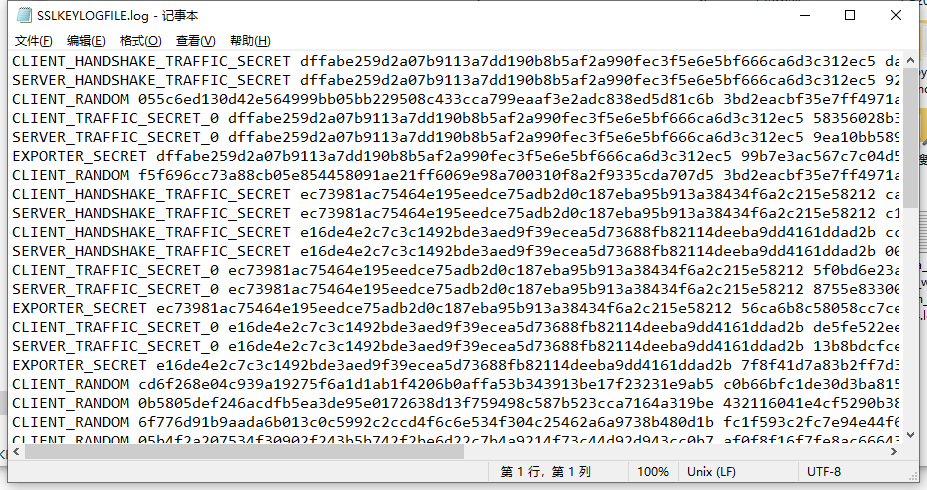 SSLKEYLOGFILE.log - 记事本
文件(F) 编辑(E) 格式(O) 查看(V) 帮助(H)
CLIENT_HANDSHAKE_TRAFFIC_SECRET dffabe259d2a07b9113a7dd190b8b5af2a990fec3f5e6e5bf666ca6d3c312ec5 da
SERVER_HANDSHAKE_TRAFFIC_SECRET dffabe259d2a07b9113a7dd190b8b5af2a990fec3f5e6e5bf666ca6d3c312ec5 92
CLIENT_RANDOM 055c6ed130d42e564999bb05bb229508c433cca799eaaf3e2adc838ed5d81c6b 3bd2eacbf35e7ff4971a
CLIENT_TRAFFIC_SECRET_0 dffabe259d2a07b9113a7dd190b8b5af2a990fec3f5e6e5bf666ca6d3c312ec5 58356028b3
SERVER_TRAFFIC_SECRET_0 dffabe259d2a07b9113a7dd190b8b5af2a990fec3f5e6e5bf666ca6d3c312ec5 9ea10bb589
EXPORTER_SECRET dffabe259d2a07b9113a7dd190b8b5af2a990fec3f5e6e5bf666ca6d3c312ec5 99b7e3ac567c7c04d5
CLIENT_RANDOM f5f696cc73a88cb05e854458091ae21ff6069e98a700310f8a2f9335cda707d5 3bd2eacbf35e7ff4971a
CLIENT_HANDSHAKE_TRAFFIC_SECRET ec73981ac75464e195eedce75adb2d0c187eba95b913a38434f6a2c215e58212 ca
SERVER_HANDSHAKE_TRAFFIC_SECRET ec73981ac75464e195eedce75adb2d0c187eba95b913a38434f6a2c215e58212 c1
CLIENT_HANDSHAKE_TRAFFIC_SECRET e16de4e2c7c3c1492bde3aed9f39ecea5d73688fb82114deeba9dd4161ddad2b cc
SERVER_HANDSHAKE_TRAFFIC_SECRET e16de4e2c7c3c1492bde3aed9f39ecea5d73688fb82114deeba9dd4161ddad2b 06
CLIENT_TRAFFIC_SECRET_0 ec73981ac75464e195eedce75adb2d0c187eba95b913a38434f6a2c215e58212 5f0bd6e23a
SERVER_TRAFFIC_SECRET_0 ec73981ac75464e195eedce75adb2d0c187eba95b913a38434f6a2c215e58212 8755e83306
EXPORTER_SECRET ec73981ac75464e195eedce75adb2d0c187eba95b913a38434f6a2c215e58212 56ca6b8c58058cc7ce
CLIENT_TRAFFIC_SECRET_0 e16de4e2c7c3c1492bde3aed9f39ecea5d73688fb82114deeba9dd4161ddad2b de5fe522ee
SERVER_TRAFFIC_SECRET_0 e16de4e2c7c3c1492bde3aed9f39ecea5d73688fb82114deeba9dd4161ddad2b 13b8bdcfce
EXPORTER_SECRET e16de4e2c7c3c1492bde3aed9f39ecea5d73688fb82114deeba9dd4161ddad2b 7f8f41d7a83b2ff7d3
CLIENT_RANDOM cd6f268e04c939a19275f6a1d1ab1f4206b0affa53b343913be17f23231e9ab5 c0b66bfc1de30d3ba815
CLIENT_RANDOM 0b5805def246acdfb5ea3de95e0172638d13f759498c587b523cca7164a319be 432116041e4cf5290b38
CLIENT_RANDOM 6f776d91b9aada6b013c0c5992c2ccd4f6c6e534f304c25462a6a9738b480d1b fc1f593c2fc7e94e44f6
CLIENT_RANDOM
第 1 行，第 1 列 100% Unix (LF) UTF-8